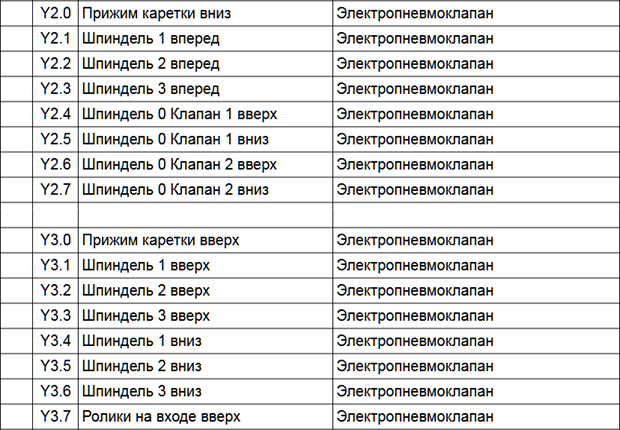 Y2.0 Прижим каретки вниз Электропневмоклапан
Y2.1 Шпиндель 1 вперед Электропневмоклапан
Y2.2 Шпиндель 2 вперед Электропневмоклапан
Y2.3 Шпиндель 3 вперед Электропневмоклапан
Y2.4 Шпиндель 0 Клапан 1 вверх Электропневмоклапан
Y2.5 Шпиндель 0 Клапан 1 вниз Электропневмоклапан
Y2.6 Шпиндель 0 Клапан 2 вверх Электропневмоклапан
Y2.7 Шпиндель 0 Клапан 2 вниз Электропневмоклапан
Y3.0 Прижим каретки вверх Электропневмоклапан
Y3.1 Шпиндель 1 вверх Электропневмоклапан
Y3.2 Шпиндель 2 вверх Электропневмоклапан
Y3.3 Шпиндель 3 вверх Электропневмоклапан
Y3.4 Шпиндель 1 вниз Электропневмоклапан
Y3.5 Шпиндель 2 вниз Электропневмоклапан
Y3.6 Шпиндель 3 вниз Электропневмоклапан
Y3.7 Ролики на входе вверх Электропневмоклапан